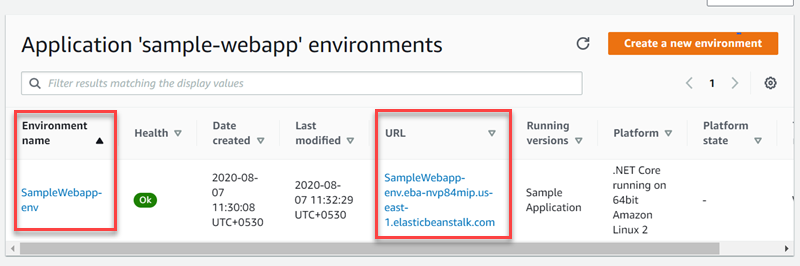 Application 'sample-webapp' environments
Create a new environment
Filter results matching the display values
1
Environment name
Health
Date created
Last modified
URL
Running versions
Platform
Platform state
SampleWebapp-
env
Ok
2020-08-
07
11:30:08
UTC+0530
2020-08-
07 11:32:29
UTC+0530
SampleWebapp-
env.eba-nvp84mip.us-
east-
1.elasticbeanstalk.com
Sample
Application
.NET Core
running on
64bit
Amazon
Linux 2
-